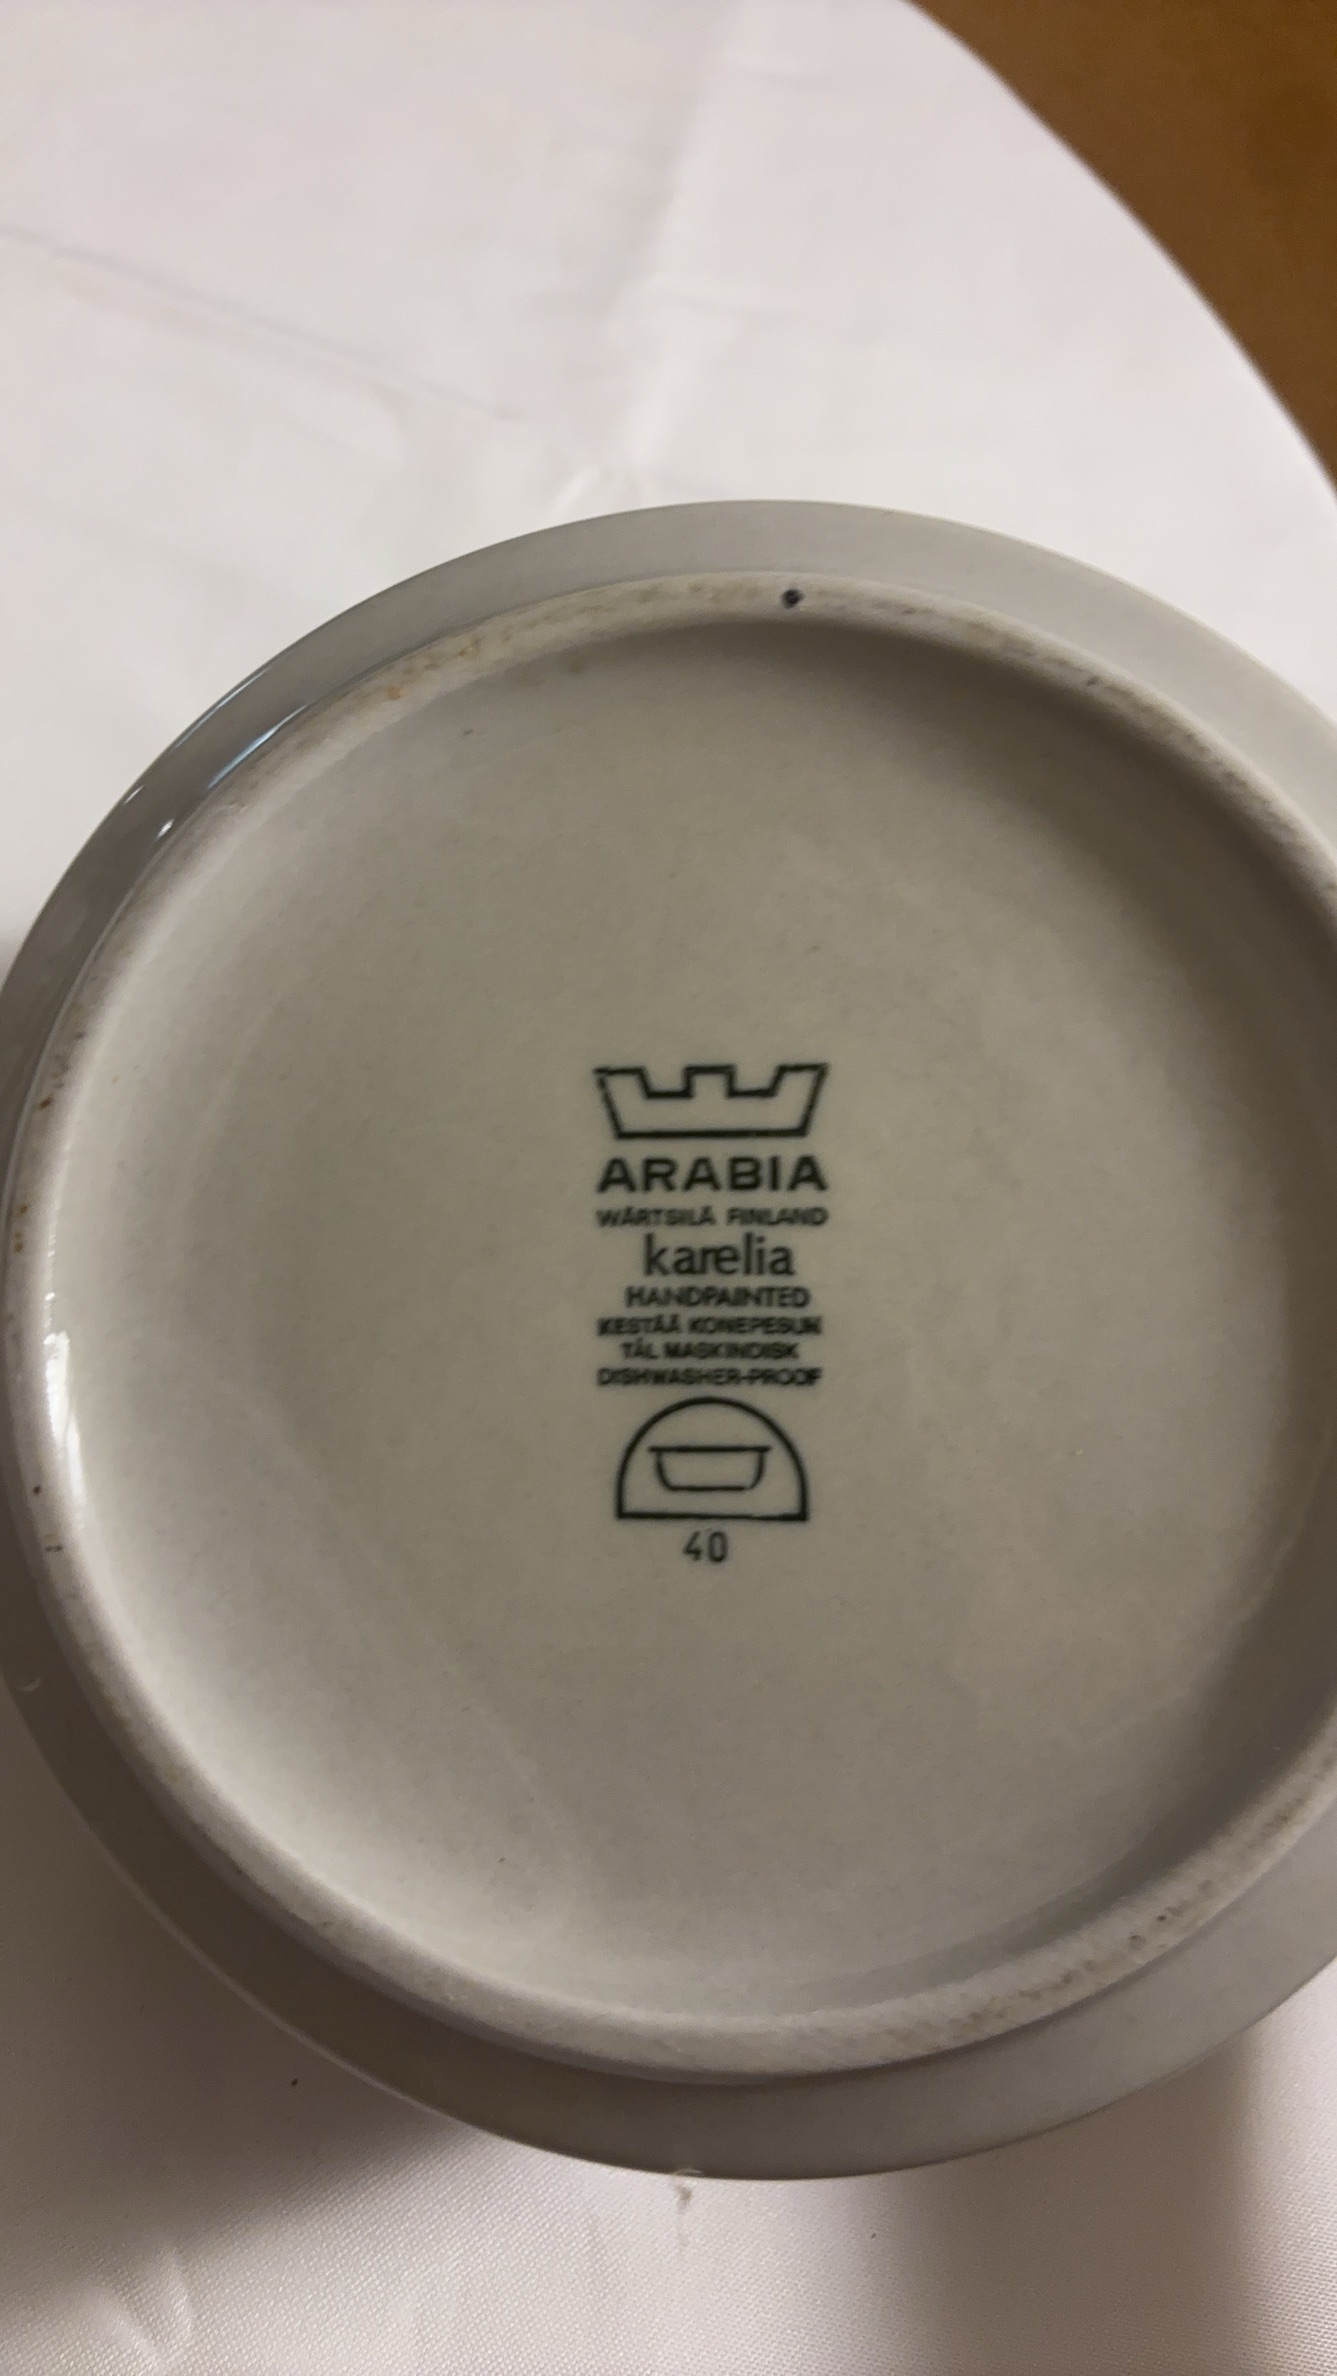 ARABIA
WÄRTSILÄ FINLAND
karelia
HANDPAINTED
KESTÄÄ KONEPESUN
TÅL MASKINDISK
DISHWASHER-PROOF
40